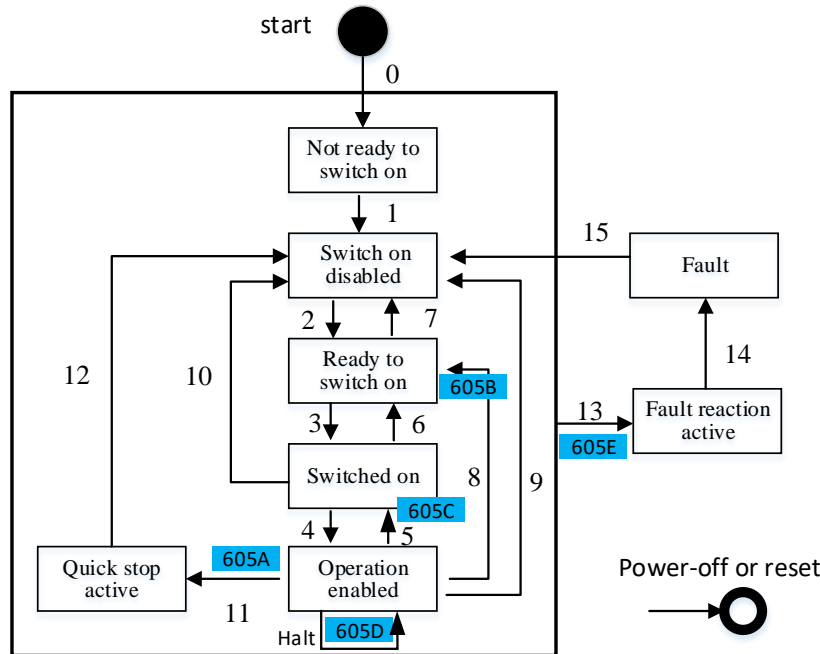 start
0
Not ready to
switch on
1
Switch on
disabled
15
Fault
2
7
12
10
Ready to
switch on
605B
14
3
6
13
Fault reaction
active
605E
Switched on
8
9
605C
4
5
605A
Quick stop
active
Operation
enabled
Power-off or reset
11
Halt
605D